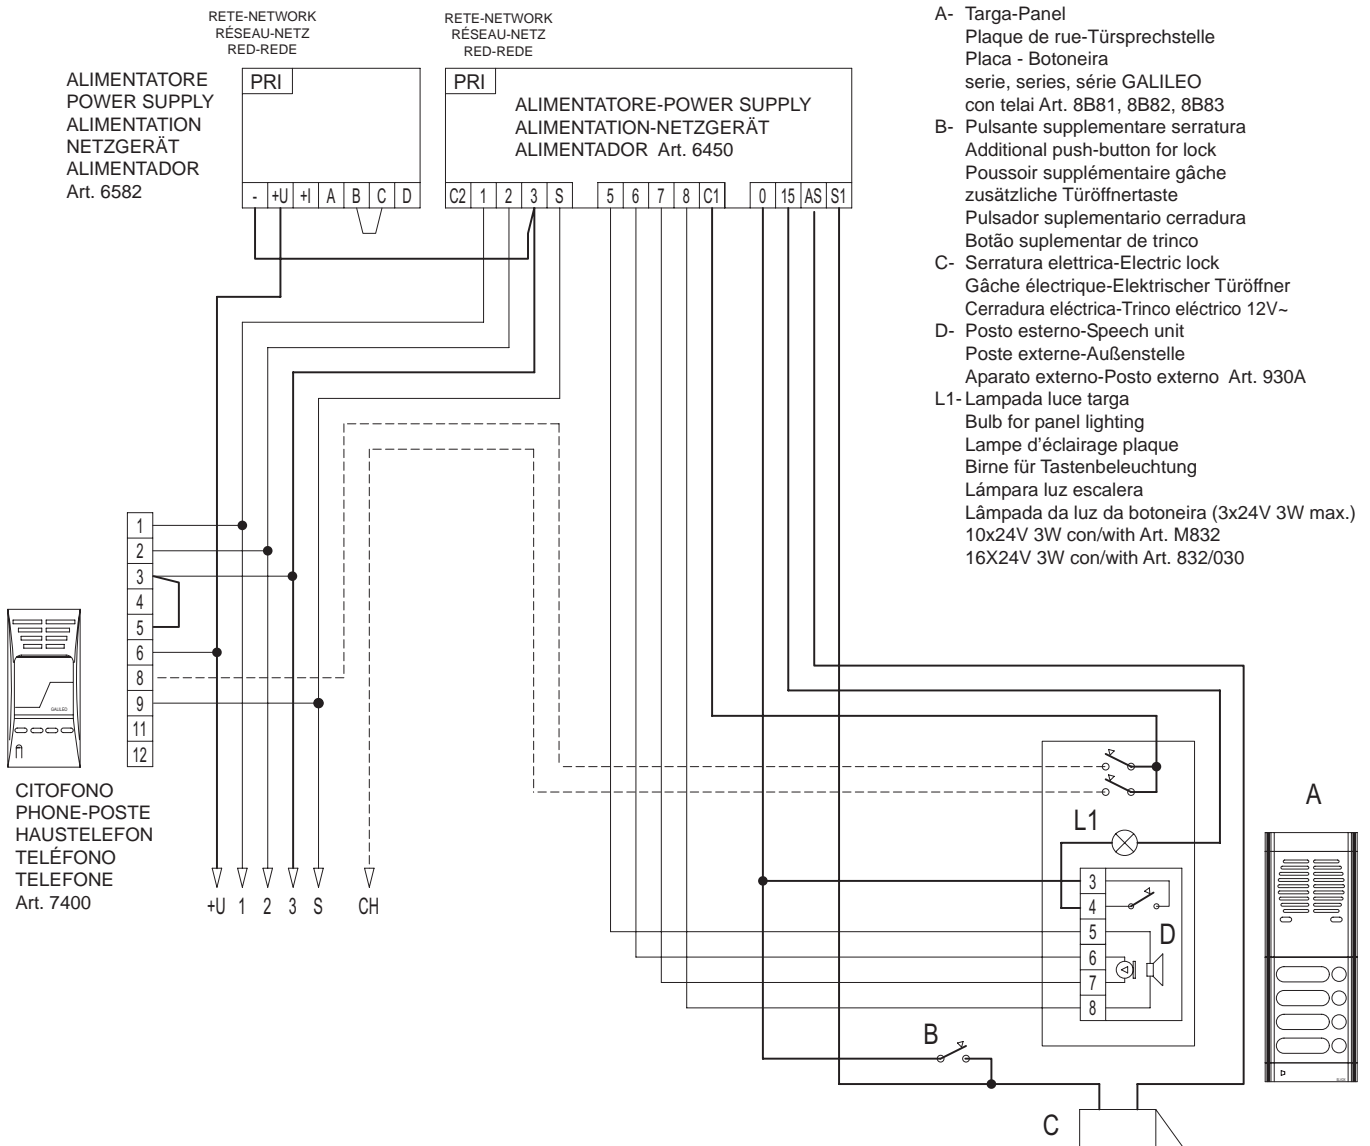 RETE-NETWORK
RÉSEAU-NETZ
RED-REDE
RETE-NETWORK
RÉSEAU-NETZ
RED-REDE
ALIMENTATORE
POWER SUPPLY
ALIMENTATION
NETZGERÄT
ALIMENTADOR
Art. 6582
PRI
- +U +I A B C D
PRI
ALIMENTATORE-POWER SUPPLY
ALIMENTATION-NETZGERÄT
ALIMENTADOR Art. 6450
C2 1 2 3 S 5 6 7 8 C1 0 15 AS S1
A- Targa-Panel
Plaque de rue-Türsprechstelle
Placa - Botoneira
serie, series, série GALILEO
con telai Art. 8B81, 8B82, 8B83
B- Pulsante supplementare serratura
Additional push-button for lock
Poussoir supplémentaire gâche
zusätzliche Türöffnertaste
Pulsador suplementario cerradura
Botão suplementar de trinco
C- Serratura elettrica-Electric lock
Gâche électrique-Elektrischer Türöffner
Cerradura eléctrica-Trinco eléctrico 12V~
D- Posto esterno-Speech unit
Poste externe-Außenstelle
Aparato externo-Posto externo Art. 930A
L1- Lampada luce targa
Bulb for panel lighting
Lampe d'éclairage plaque
Birne für Tastenbeleuchtung
Lámpara luz escalera
Lâmpada da luz da botoneira (3x24V 3W max.)
10x24V 3W con/with Art. M832
16X24V 3W con/with Art. 832/030
1
2
3
4
5
6
8
9
11
12
GALILEO
CITOFONO
PHONE-POSTE
HAUSTELEFON
TELÉFONO
TELEFONE
Art. 7400
+U 1 2 3 S CH
L1
3
4
5
6
7
8
D
B
C
A